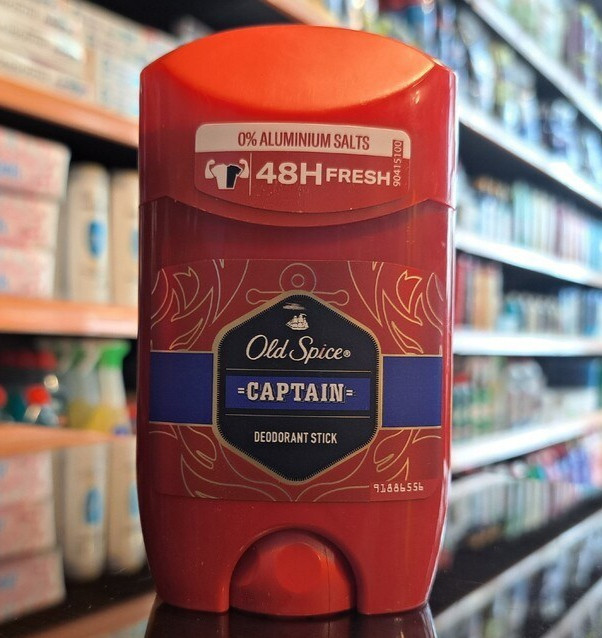 0% ALUMINIUM SALTS
48H FRESH
90415100
Old Spice®
CAPTAIN
DEODORANT STICK
91886556